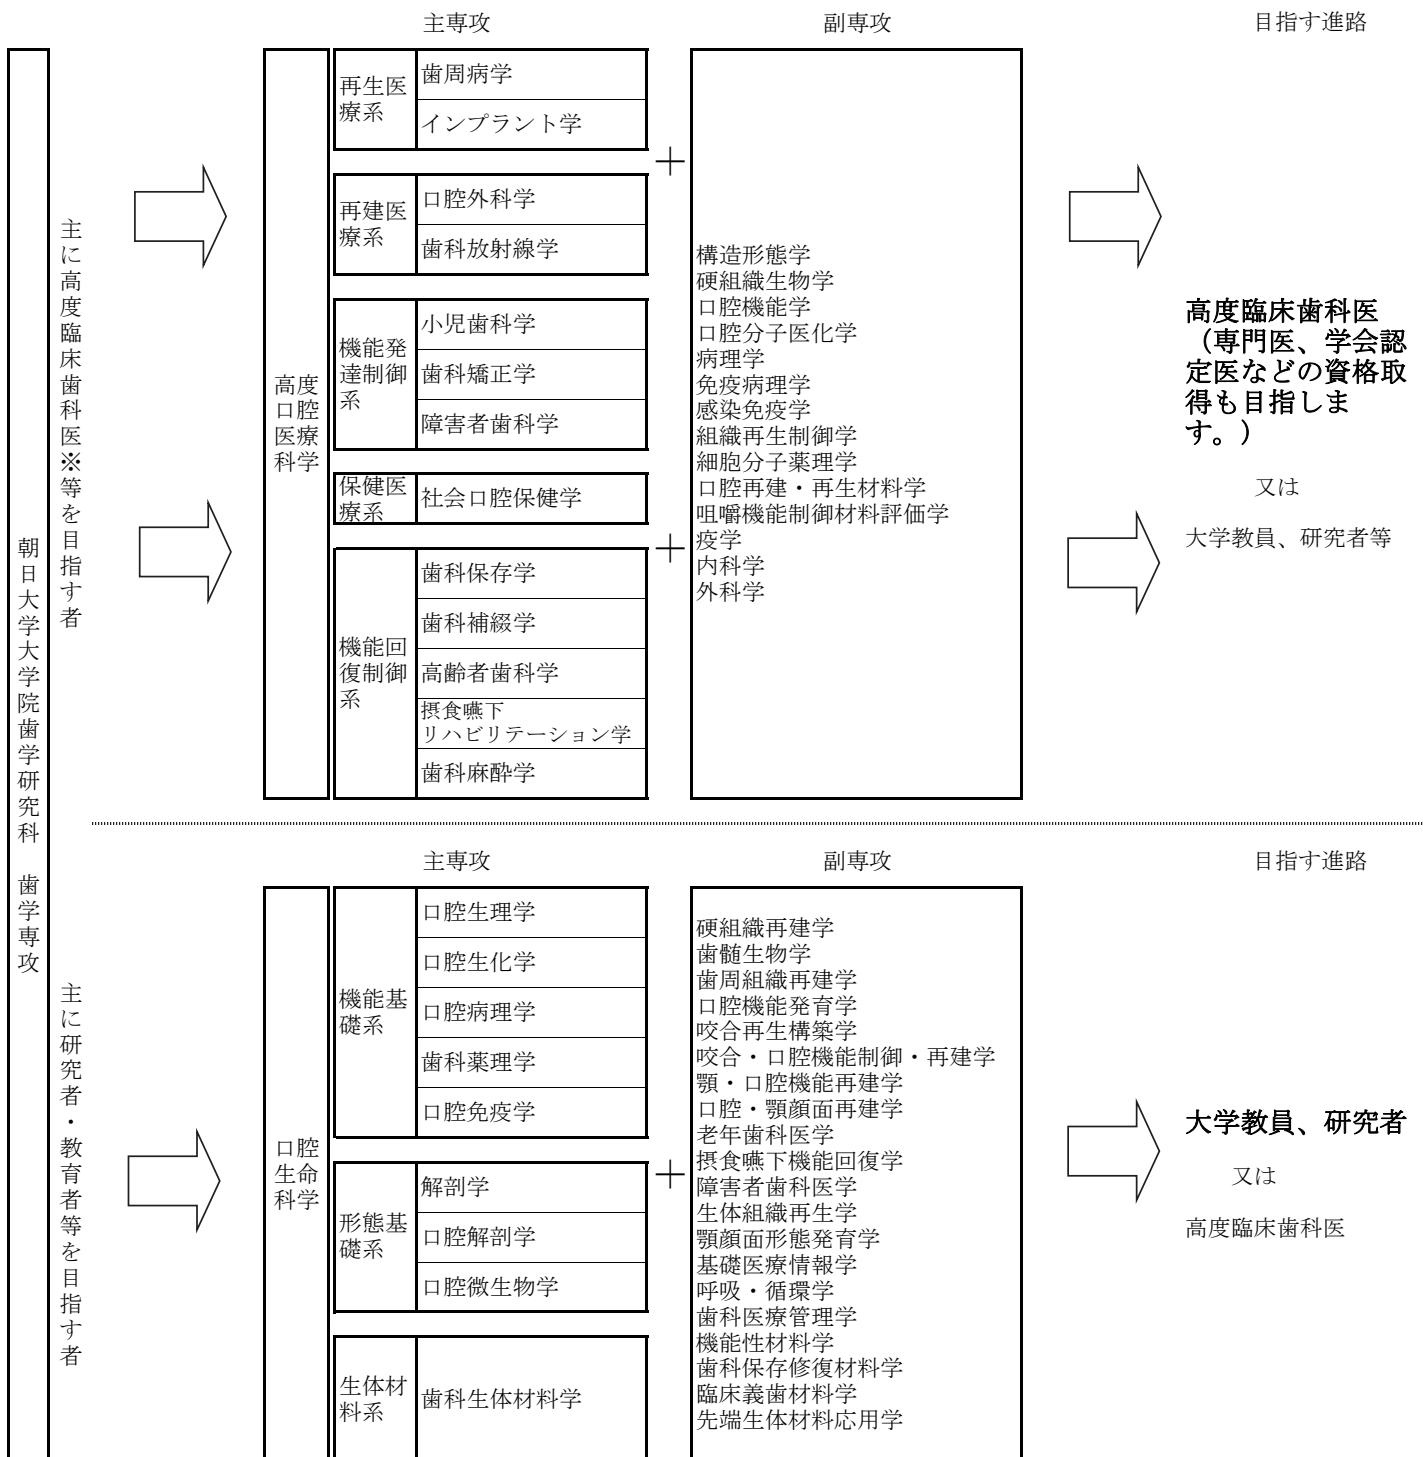 朝日大学大学院歯学研究科　歯学専攻
主に高度臨床歯科医※等を目指す者
主専攻
副専攻
目指す進路
高度
口腔
医療
科学
再生医
療系
歯周病学
インプラント学
再建医
療系
口腔外科学
歯科放射線学
機能発
達制御
系
小児歯科学
歯科矯正学
障害者歯科学
保健医
療系
社会口腔保健学
機能回
復制御
系
歯科保存学
歯科補綴学
高齢者歯科学
摂食嚥下
リハビリテーション学
歯科麻酔学
＋
＋
構造形態学
硬組織生物学
口腔機能学
口腔分子医化学
病理学
免疫病理学
感染免疫学
組織再生制御学
細胞分子薬理学
口腔再建・再生材料学
咀嚼機能制御材料評価学
疫学
内科学
外科学
高度臨床歯科医
（専門医、学会認
定医などの資格取
得も目指しま
す。）
又は
大学教員、研究者等
主に研究者・教育者等を目指す者
主専攻
副専攻
目指す進路
口腔
生命
科学
機能基
礎系
口腔生理学
口腔生化学
口腔病理学
歯科薬理学
口腔免疫学
形態基
礎系
解剖学
口腔解剖学
口腔微生物学
生体材
料系
歯科生体材料学
＋
硬組織再建学
歯髄生物学
歯周組織再建学
口腔機能発育学
咬合再生構築学
咬合・口腔機能制御・再建学
顎・口腔機能再建学
口腔・顎顔面再建学
老年歯科医学
摂食嚥下機能回復学
障害者歯科医学
生体組織再生学
顎顔面形態発育学
基礎医療情報学
呼吸・循環学
歯科医療管理学
機能性材料学
歯科保存修復材料学
臨床義歯材料学
先端生体材料応用学
大学教員、研究者
又は
高度臨床歯科医